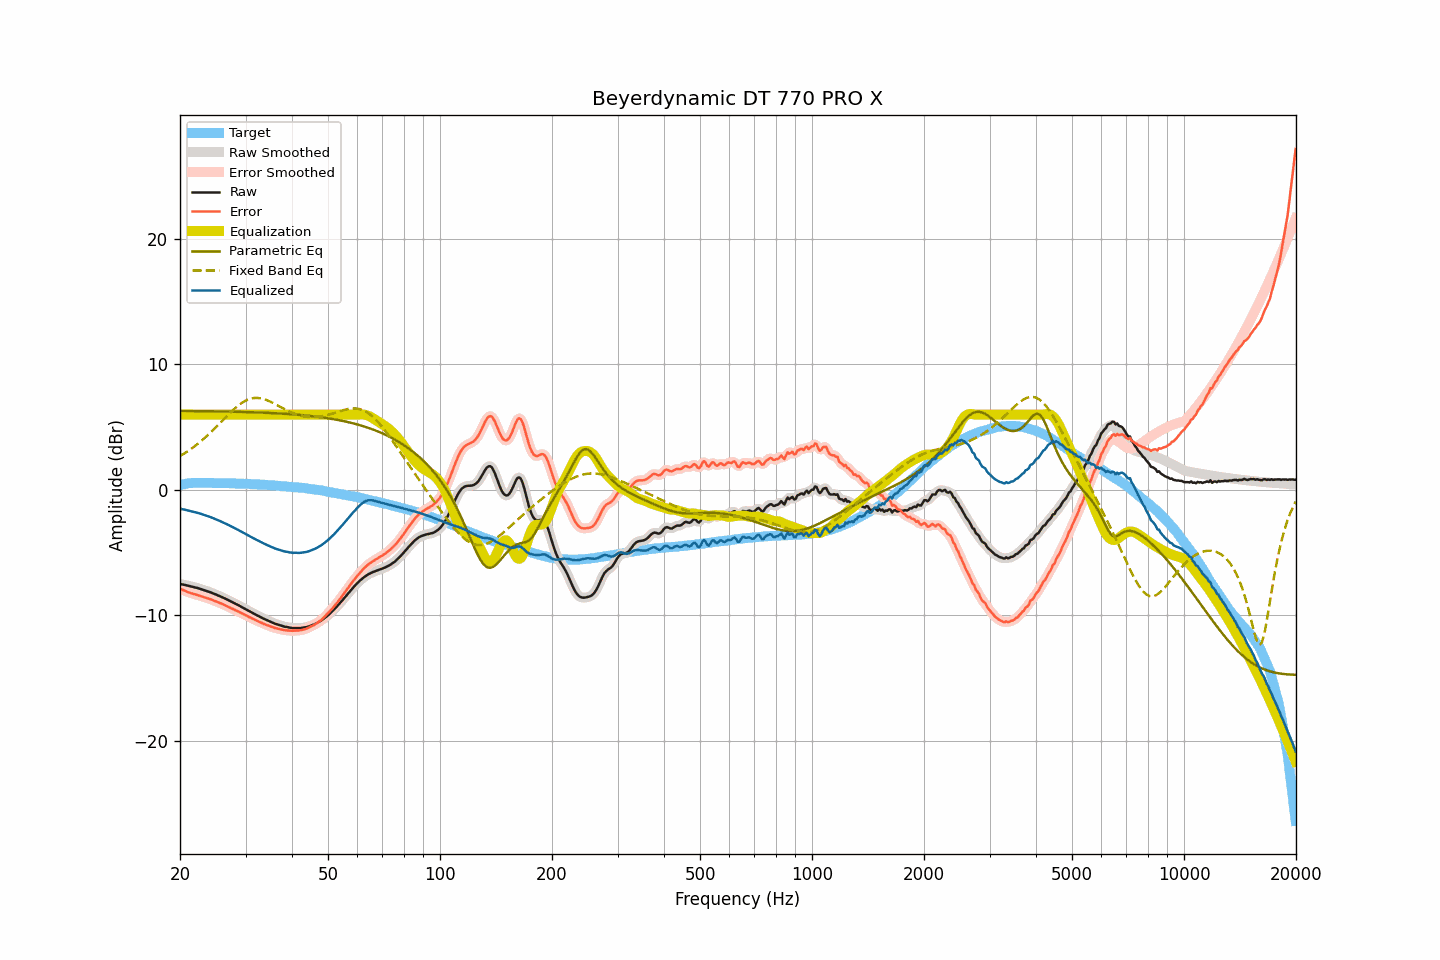 Beyerdynamic DT 770 PRO X
Target
Raw Smoothed
Error Smoothed
Raw
Error
Equalization
Parametric Eq
Fixed Band Eq
Equalized
Amplitude (dBr)
20
10
0
−10
−20
20 50 100 200 500 1000 2000 5000 10000 20000
Frequency (Hz)